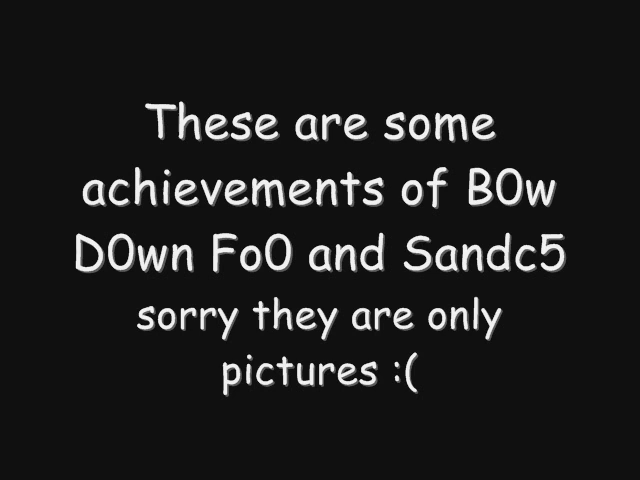 These are some
achievements of B0w
D0wn Fo0 and Sandc5
sorry they are only
pictures :(